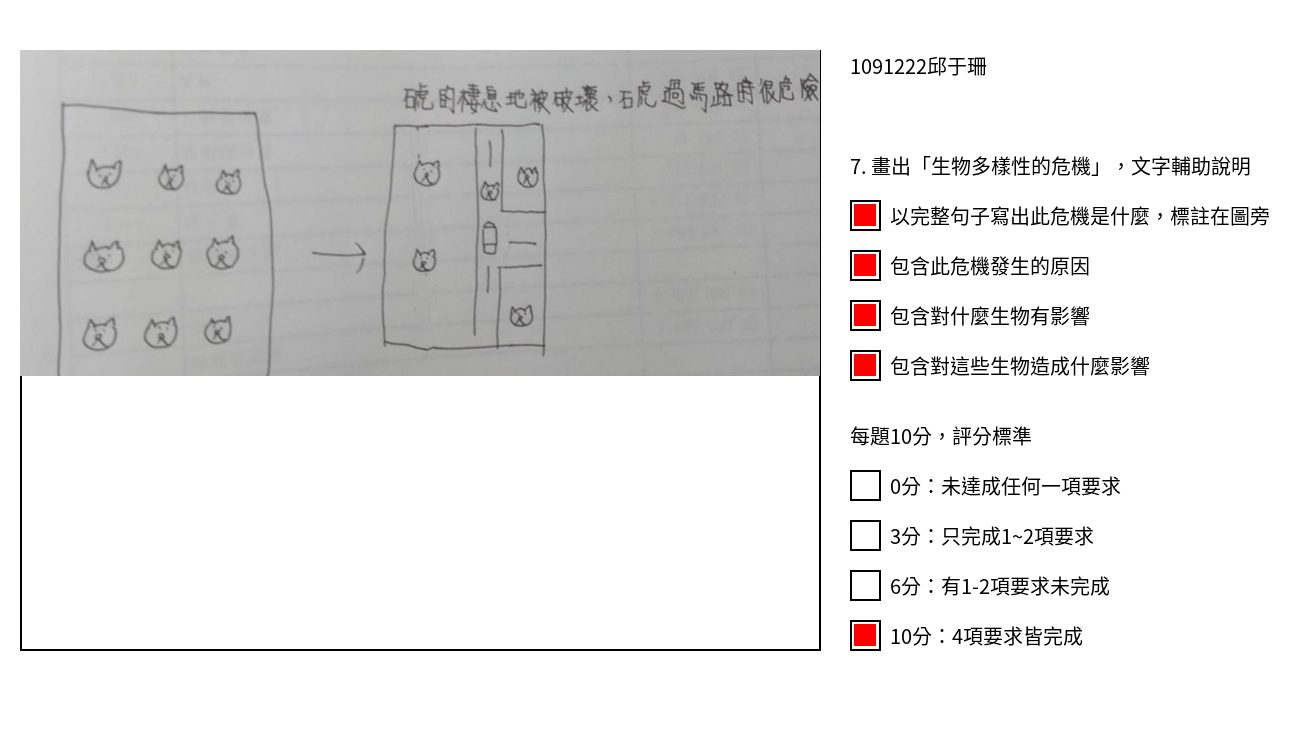 石虎的棲息地被破壞，石虎過馬路時很危險
1091222邱于珊
7. 畫出「生物多樣性的危機」，文字輔助說明
以完整句子寫出此危機是什麼，標註在圖旁
包含此危機發生的原因
包含對什麼生物有影響
包含對這些生物造成什麼影響
每題10分，評分標準
0分：未達成任何一項要求
3分：只完成1~2項要求
6分：有1-2項要求未完成
10分：4項要求皆完成